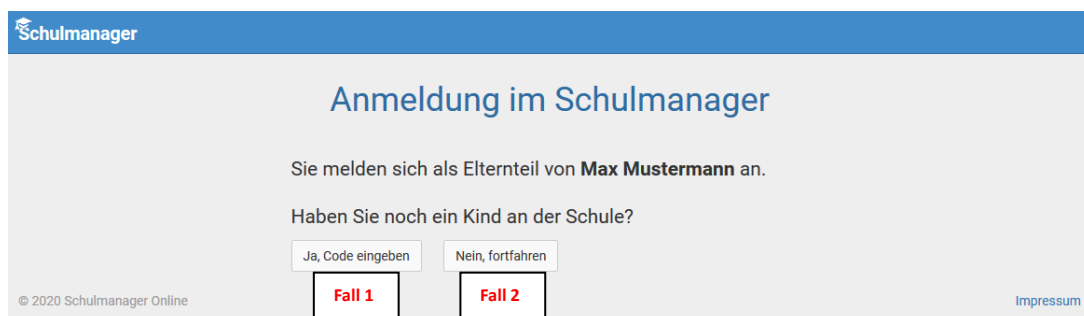 Schulmanager
Anmeldung im Schulmanager
Sie melden sich als Elternteil von Max Mustermann an.
Haben Sie noch ein Kind an der Schule?
Ja, Code eingeben Nein, fortfahren
Fall 1 Fall 2
© 2020 Schulmanager Online Impressum